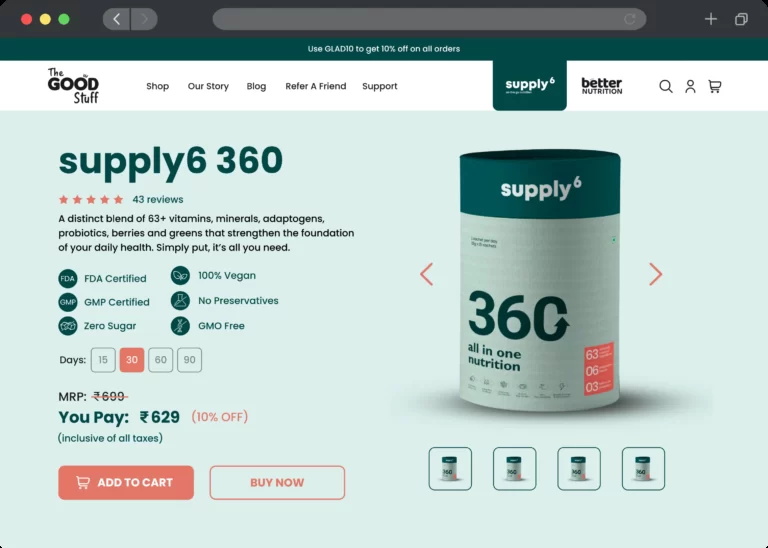 Use GLAD10 to get 10% off on all orders
The
GOOD
Stuff
Shop
Our Story
Blog
Refer A Friend
Support
supply6
better
NUTRITION
supply6 360
43 reviews
A distinct blend of 63+ vitamins, minerals, adaptogens,
probiotics, berries and greens that strengthen the foundation
of your daily health. Simply put, it's all you need.
FDA
FDA Certified
100% Vegan
GMP
GMP Certified
No Preservatives
Zero Sugar
GMO Free
Days:
15
30
60
90
MRP: ₹699
You Pay: ₹629 (10% OFF)
(inclusive of all taxes)
ADD TO CART
BUY NOW
supply6
360
all in one
nutrition
63
06
03